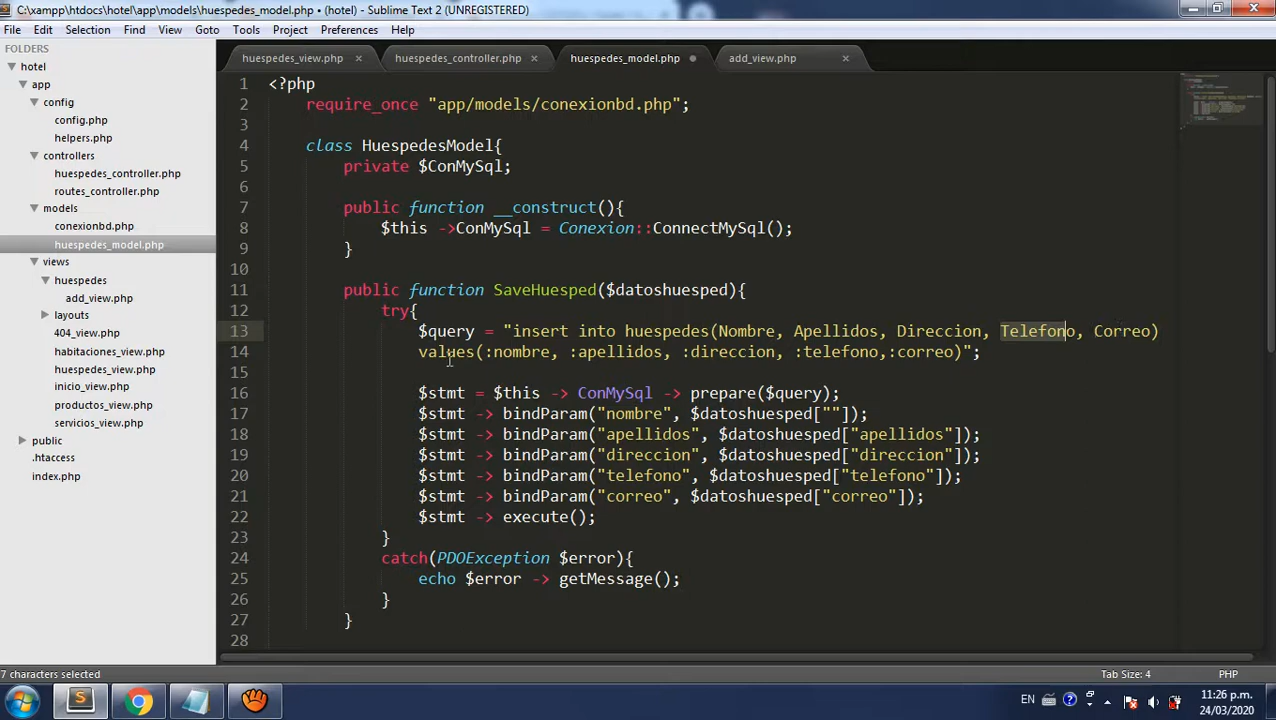 C:\xampp\htdocs\hotel\app\models\huespedes_model.php • (hotel) - Sublime Text 2 (UNREGISTERED)
File Edit Selection Find View Goto Tools Project Preferences Help
FOLDERS
hotel
app
config
config.php
helpers.php
controllers
huespedes_controller.php
routes_controller.php
models
conexionbd.php
huespedes_model.php
views
huespedes
add_view.php
layouts
404_view.php
habitaciones_view.php
huespedes_view.php
inicio_view.php
productos_view.php
servicios_view.php
public
.htaccess
index.php
huespedes_view.php × huespedes_controller.php × huespedes_model.php • add_view.php ×
1 <?php
2 require_once "app/models/conexionbd.php";
3
4 class HuespedesModel{
5 private $ConMySql;
6
7 public function __construct(){
8 $this ->ConMySql = Conexion::ConnectMySql();
9 }
10
11 public function SaveHuesped($datoshuesped){
12 try{
13 $query = "insert into huespedes(Nombre, Apellidos, Direccion, Telefono, Correo)
14 values(:nombre, :apellidos, :direccion, :telefono,:correo)";
15
16 $stmt = $this -> ConMySql -> prepare($query);
17 $stmt -> bindParam("nombre", $datoshuesped[""]);
18 $stmt -> bindParam("apellidos", $datoshuesped["apellidos"]);
19 $stmt -> bindParam("direccion", $datoshuesped["direccion"]);
20 $stmt -> bindParam("telefono", $datoshuesped["telefono"]);
21 $stmt -> bindParam("correo", $datoshuesped["correo"]);
22 $stmt -> execute();
23 }
24 catch(PDOException $error){
25 echo $error -> getMessage();
26 }
27 }
28
7 characters selected Tab Size: 4 PHP
EN 11:26 p.m.
24/03/2020